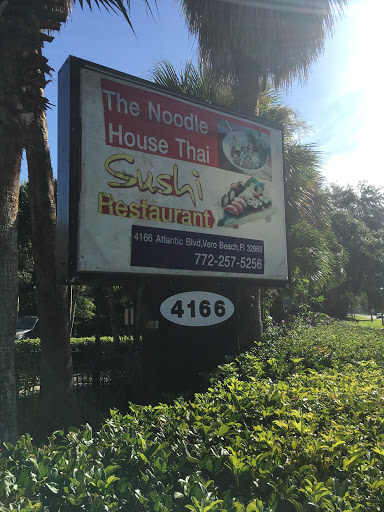 The Noodle
House Thai
Sushi
Restaurant
4166 Atlantic Blvd,Vero Beach,Fl 32960
772-257-5256
4166